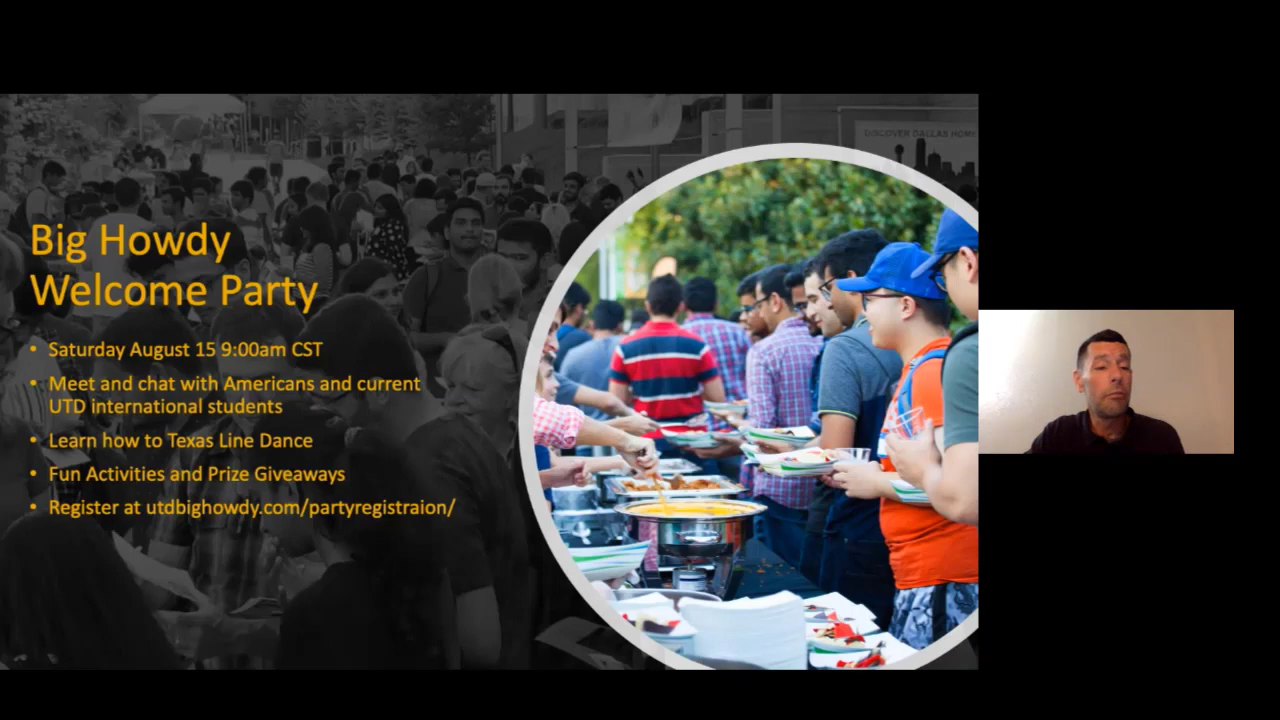 DISCOVER DALLAS HOME
Big Howdy
Welcome Party
• Saturday August 15 9:00am CST
• Meet and chat with Americans and current
UTD international students
• Learn how to Texas Line Dance
• Fun Activities and Prize Giveaways
• Register at utdbighowdy.com/partyregistraion/